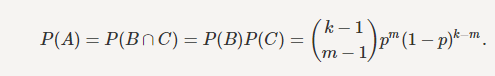 P(A) = P(B ∩ C) = P(B)P(C) = \binom{k-1}{m-1} p^m (1 − p)^{k−m}.